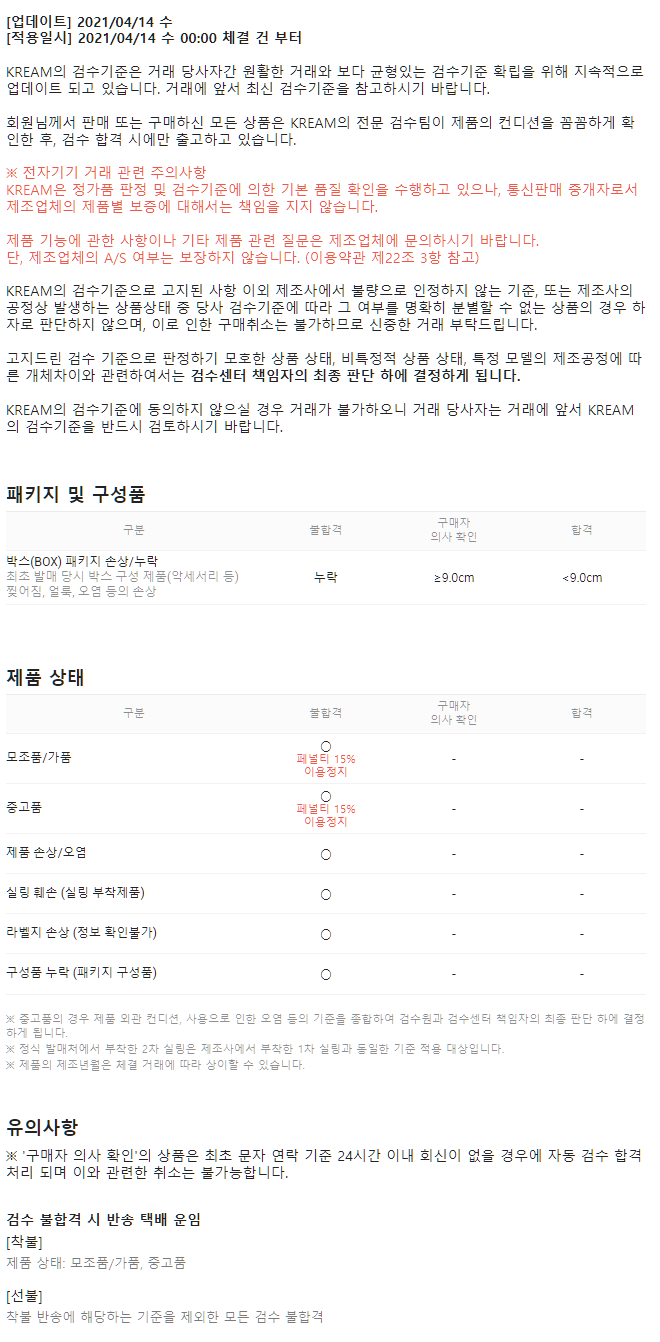 [업데이트] 2021/04/14 수
[적용일시] 2021/04/14 수 00:00 체결 건 부터
KREAM의 검수기준은 거래 당사자간 원활한 거래와 보다 균형있는 검수기준 확립을 위해 지속적으로
업데이트 되고 있습니다. 거래에 앞서 최신 검수기준을 참고하시기 바랍니다.
회원님께서 판매 또는 구매하신 모든 상품은 KREAM의 전문 검수팀이 제품의 컨디션을 꼼꼼하게 확
인한 후, 검수 합격 시에만 출고하고 있습니다.
※ 전자기기 거래 관련 주의사항
KREAM은 정가품 판정 및 검수기준에 의한 기본 품질 확인을 수행하고 있으나, 통신판매 중개자로서
제조업체의 제품별 보증에 대해서는 책임을 지지 않습니다.
제품 기능에 관한 사항이나 기타 제품 관련 질문은 제조업체에 문의하시기 바랍니다.
단, 제조업체의 A/S 여부는 보장하지 않습니다. (이용약관 제22조 3항 참고)
KREAM의 검수기준으로 고지된 사항 이외 제조사에서 불량으로 인정하지 않는 기준, 또는 제조사의
공정상 발생하는 상품상태 중 당사 검수기준에 따라 그 여부를 명확히 분별할 수 없는 상품의 경우 하
자로 판단하지 않으며, 이로 인한 구매취소는 불가하므로 신중한 거래 부탁드립니다.
고지드린 검수 기준으로 판정하기 모호한 상품 상태, 비특정적 상품 상태, 특정 모델의 제조공정에 따
른 개체차이와 관련하여서는 검수센터 책임자의 최종 판단 하에 결정하게 됩니다.
KREAM의 검수기준에 동의하지 않으실 경우 거래가 불가하오니 거래 당사자는 거래에 앞서 KREAM
의 검수기준을 반드시 검토하시기 바랍니다.
패키지 및 구성품
구분 불합격 구매자 의사 확인 합격
박스(BOX) 패키지 손상/누락
최초 발매 당시 박스 구성 제품(악세서리 등)
찢어짐, 얼룩, 오염 등의 손상
누락 ≥9.0cm <9.0cm
제품 상태
구분 불합격 구매자 의사 확인 합격
모조품/가품 ○ 페널티 15% 이용정지 - -
중고품 ○ 페널티 15% 이용정지 - -
제품 손상/오염 ○ - -
실링 훼손 (실링 부착제품) ○ - -
라벨지 손상 (정보 확인불가) ○ - -
구성품 누락 (패키지 구성품) ○ - -
※ 중고품의 경우 제품 외관 컨디션, 사용으로 인한 오염 등의 기준을 종합하여 검수원과 검수센터 책임자의 최종 판단 하에 결정
하게 됩니다.
※ 정식 발매처에서 부착한 2차 실링은 제조사에서 부착한 1차 실링과 동일한 기준 적용 대상입니다.
※ 제품의 제조년월은 체결 거래에 따라 상이할 수 있습니다.
유의사항
※ '구매자 의사 확인'의 상품은 최초 문자 연락 기준 24시간 이내 회신이 없을 경우에 자동 검수 합격
처리 되며 이와 관련한 취소는 불가능합니다.
검수 불합격 시 반송 택배 운임
[착불]
제품 상태: 모조품/가품, 중고품
[선불]
착불 반송에 해당하는 기준을 제외한 모든 검수 불합격